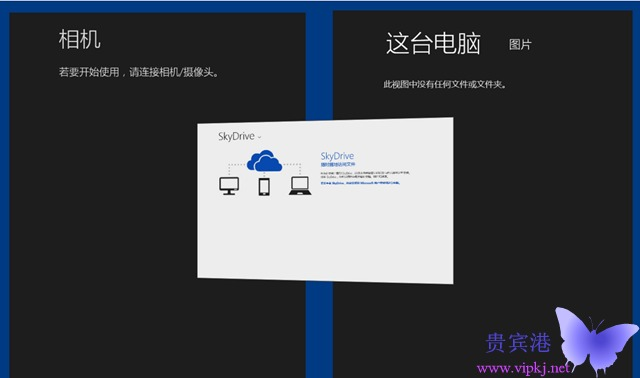 相机
若要开始使用，请连接相机/摄像头。
这台电脑 图片
此视图中没有任何文件或文件夹。
SkyDrive
SkyDrive
随时随地访问文件
贵宾港
www.vipkj.net